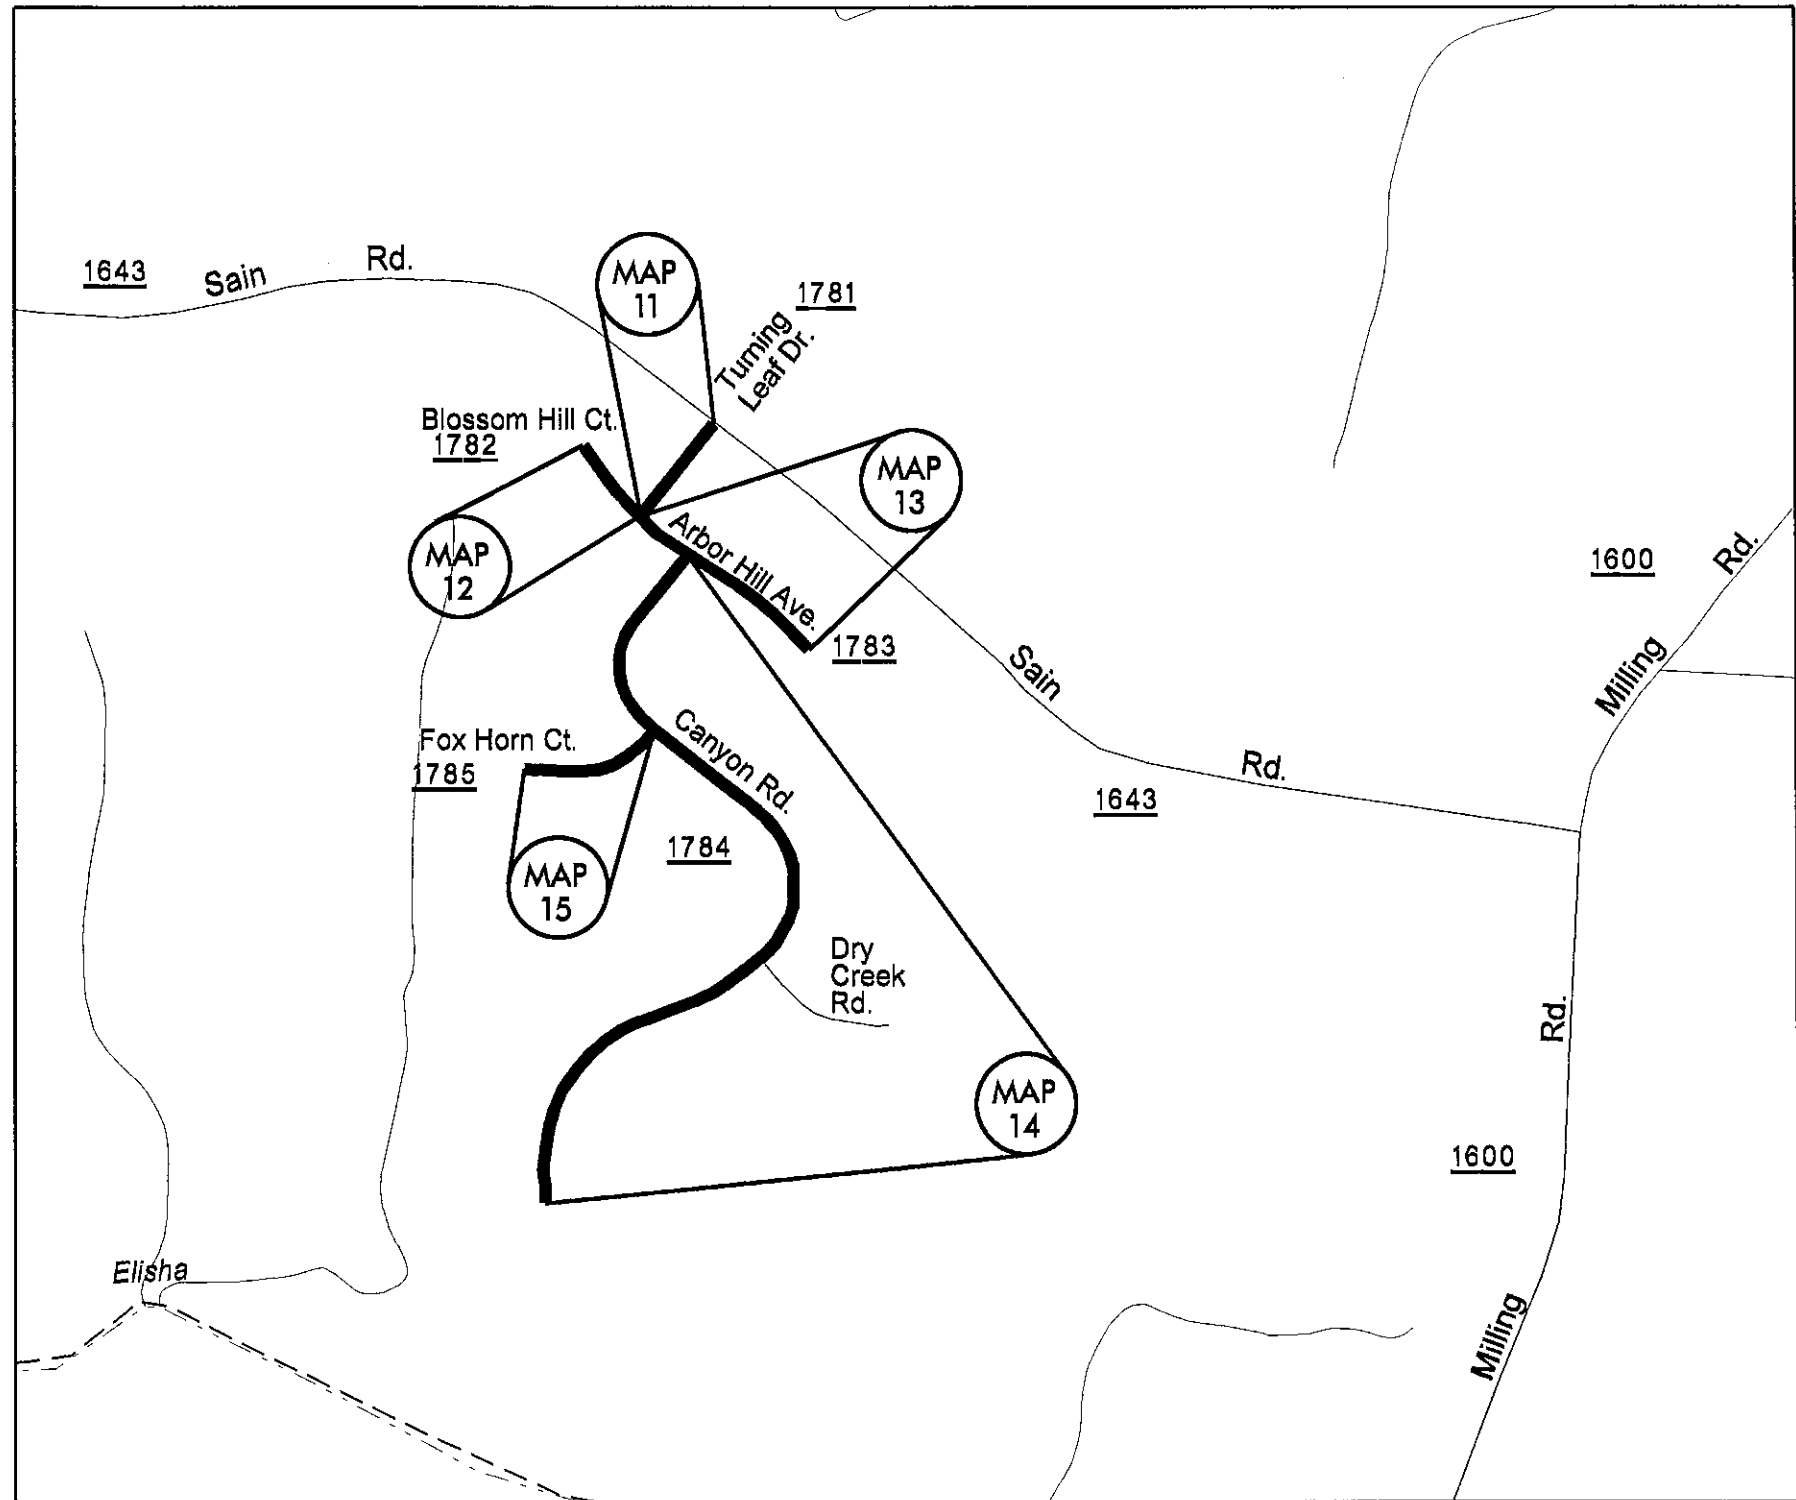 1643
Sain Rd.
MAP
11
1781
Turning
Leaf Dr.
Blossom Hill Ct.
1782
MAP
13
MAP
12
Arbor Hill Ave.
1783
1600
Milling Rd.
Sain Rd.
1643
Fox Horn Ct.
1785
Canyon Rd.
1784
MAP
15
Dry
Creek
Rd.
MAP
14
1600
Milling Rd.
Elisha